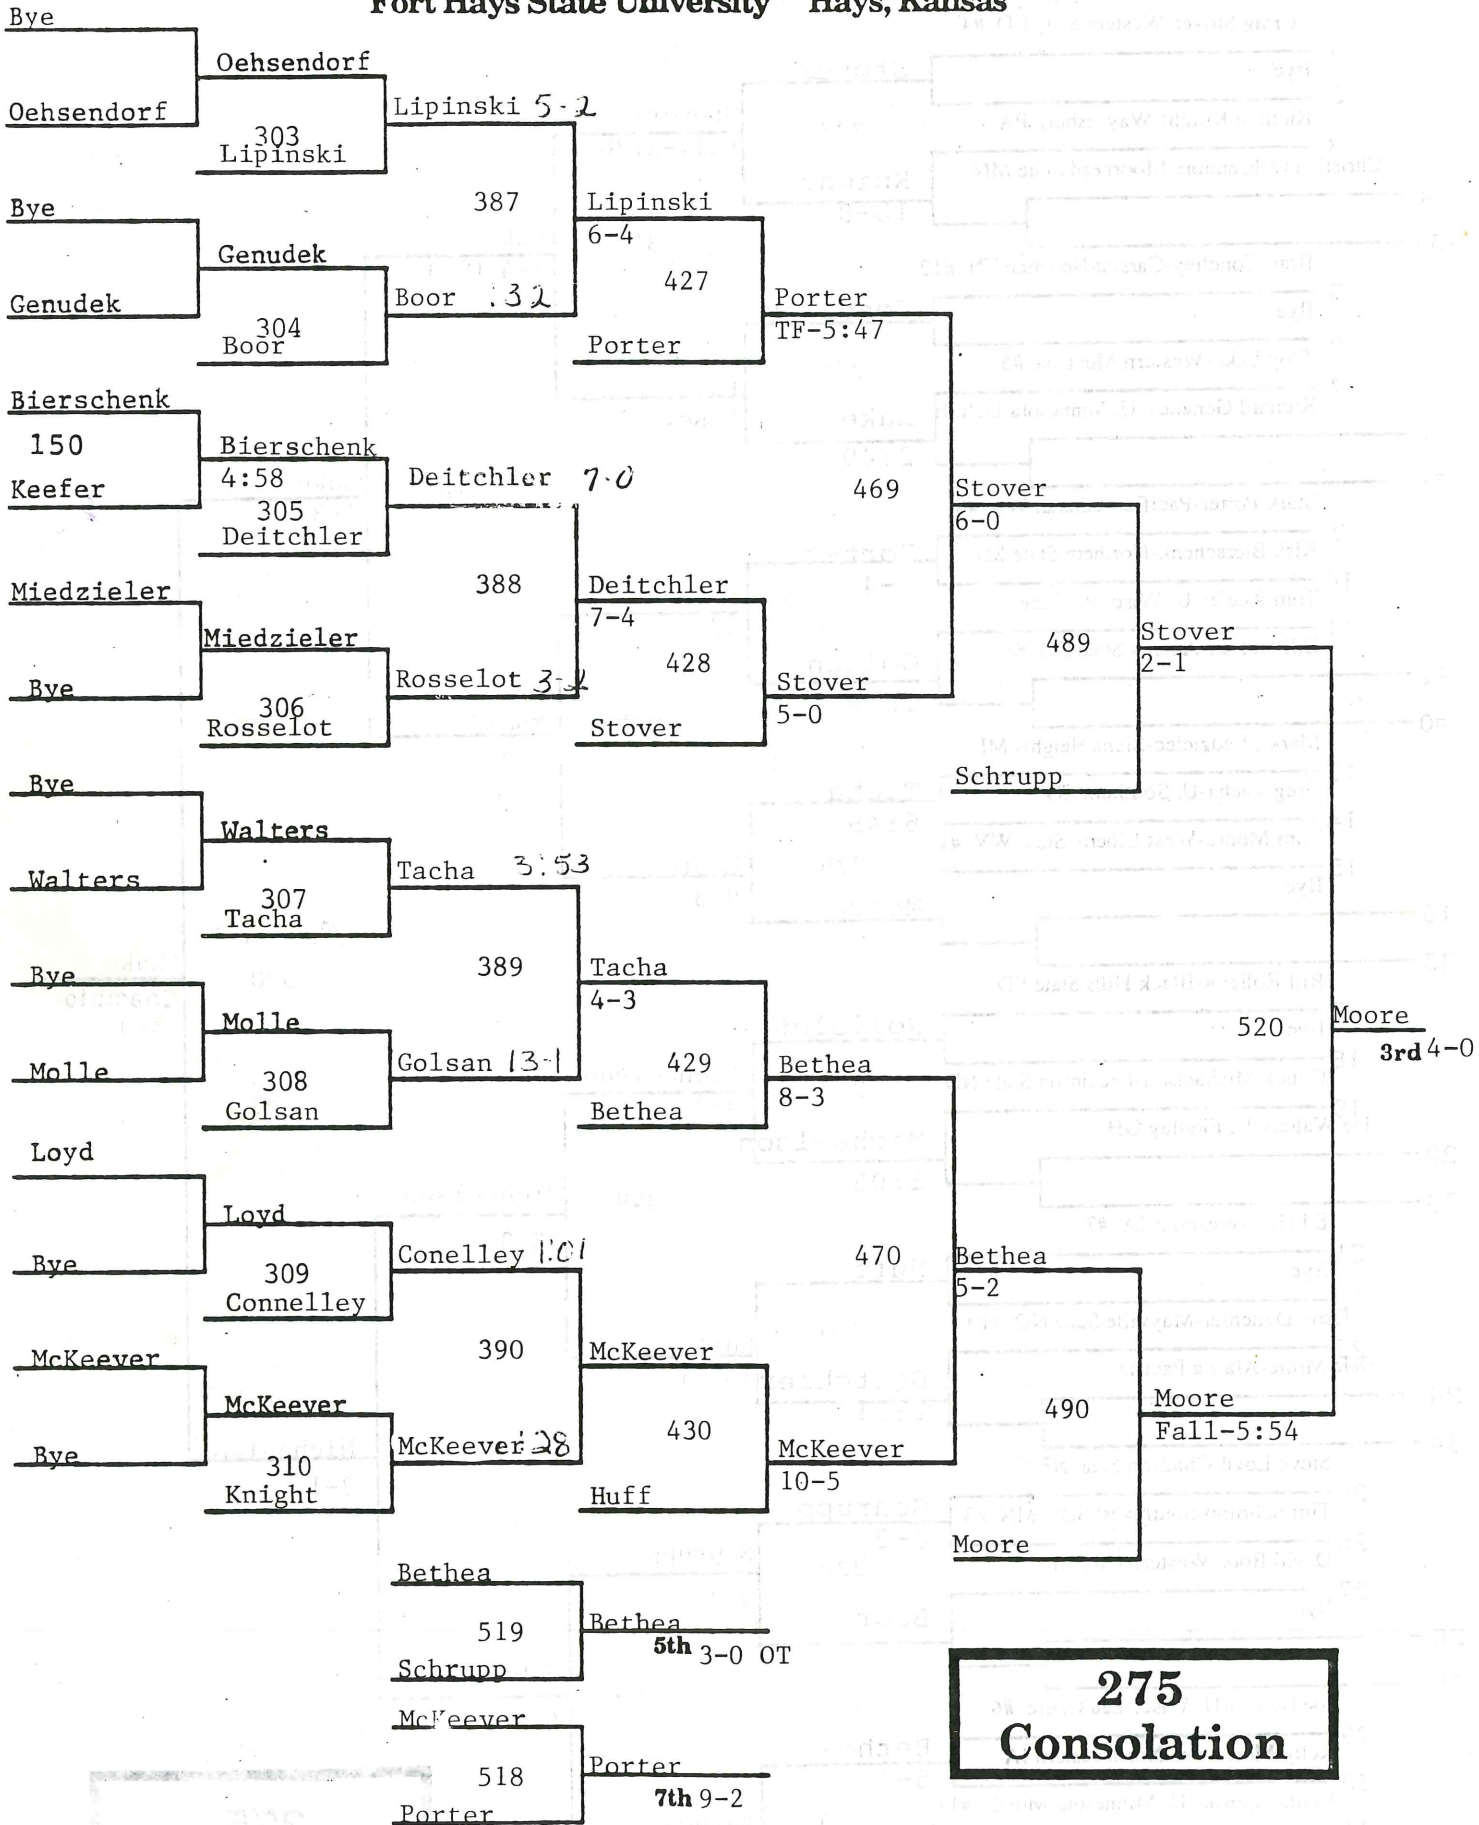 Fort Hays State University Hays, Kansas
Bye
Oehsendorf
Oehsendorf
303
Lipinski
Lipinski 5-2
387
Bye
Genudek
Genudek
304
Boor
Boor :32
Lipinski
6-4
427
Porter
Porter
TF-5:47
Bierschenk
150
Keefer
Bierschenk
4:58
305
Deitchler
Deitchler 7-0
388
Miedzieler
Bye
Miedzieler
306
Rosselot
Rosselot
Deitchler
7-4
428
Stover
Stover
5-0
469
Stover
6-0
489
Schrupp
Stover
2-1
Bye
Walters
Walters
307
Tacha
Tacha 3:53
389
Bye
Molle
Molle
308
Golsan
Golsan 13-1
Tacha
4-3
429
Bethea
Bethea
8-3
Loyd
Bye
Loyd
309
Connelley
Conelley 1:01
390
McKeever
Bye
McKeever
310
Knight
McKeever :28
McKeever
430
Huff
McKeever
10-5
470
Bethea
5-2
490
Moore
Moore
Fall-5:54
520
Moore
3rd 4-0
Bethea
519
Schrupp
Bethea
5th 3-0 OT
McKeever
518
Porter
Porter
7th 9-2
275
Consolation